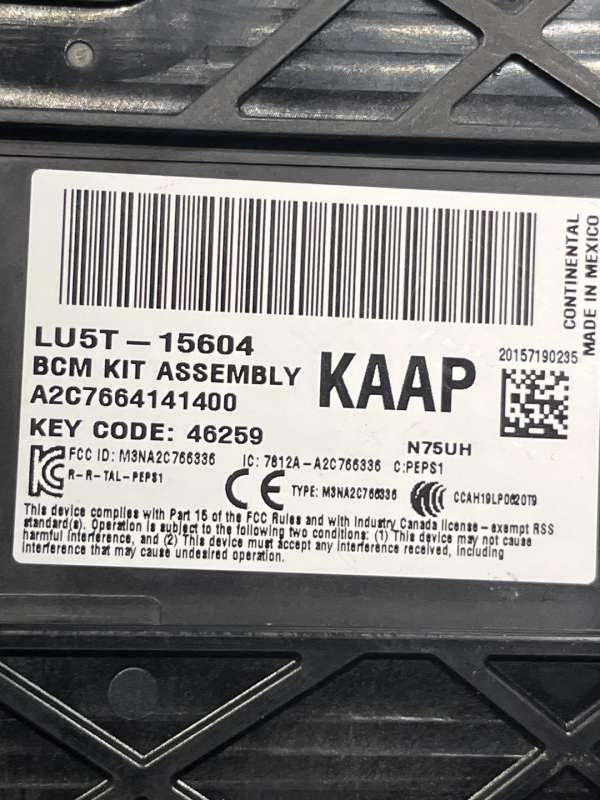 CONTINENTAL
MADE IN MEXICO
LU5T-15604
BCM KIT ASSEMBLY
A2C7664141400
KAAP
20157190235
KEY CODE: 46259
N75UH
FCC ID: M3NA2C766336 IC: 7812A-A2C766336 C:PEPS1
R-R-TAL-PEPS1
CE
TYPE: M3NA2C766336
CCAH19LP0620T9
This device complies with Part 15 of the FCC Rules and with Industry Canada license-exempt RSS
standard(s). Operation is subject to the following two conditions: (1) This device may not cause
harmful interference, and (2) This device must accept any interference received, including
interference that may cause undesired operation.